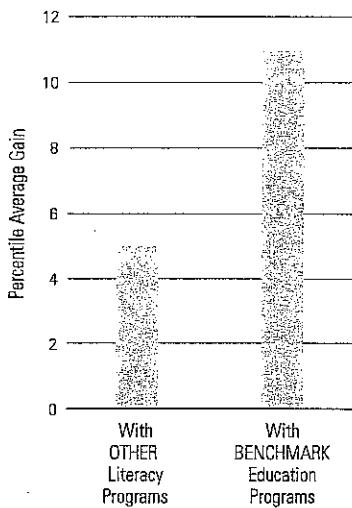 12
10
8
6
4
2
0
Percentile Average Gain
With
OTHER
Literacy
Programs
With
BENCHMARK
Education
Programs